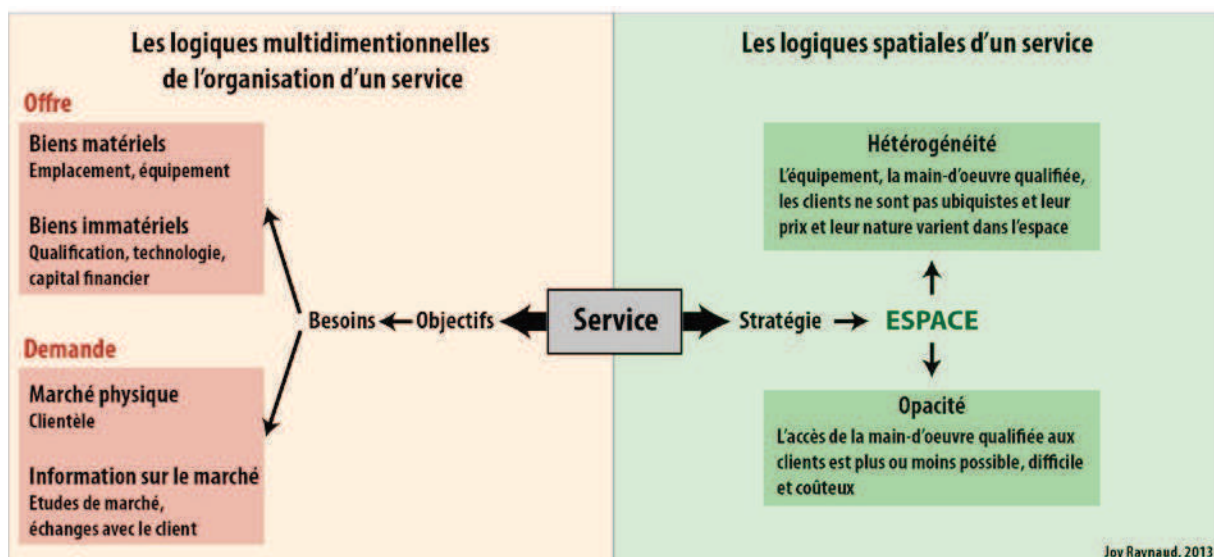 Les logiques multidimentionnelles
de l'organisation d'un service
Offre
Biens matériels
Emplacement, équipement
Biens immatériels
Qualification, technologie,
capital financier
Demande
Marché physique
Clientèle
Information sur le marché
Etudes de marché,
échanges avec le client
Besoins
Objectifs
Service
Les logiques spatiales d'un service
Stratégie
ESPACE
Hétérogénéité
L'équipement, la main-d'oeuvre qualifiée,
les clients ne sont pas ubiquistes et leur
prix et leur nature varient dans l'espace
Opacité
L'accès de la main-d'oeuvre qualifiée aux
clients est plus ou moins possible, difficile
et coûteux
Joy Raynaud, 2013